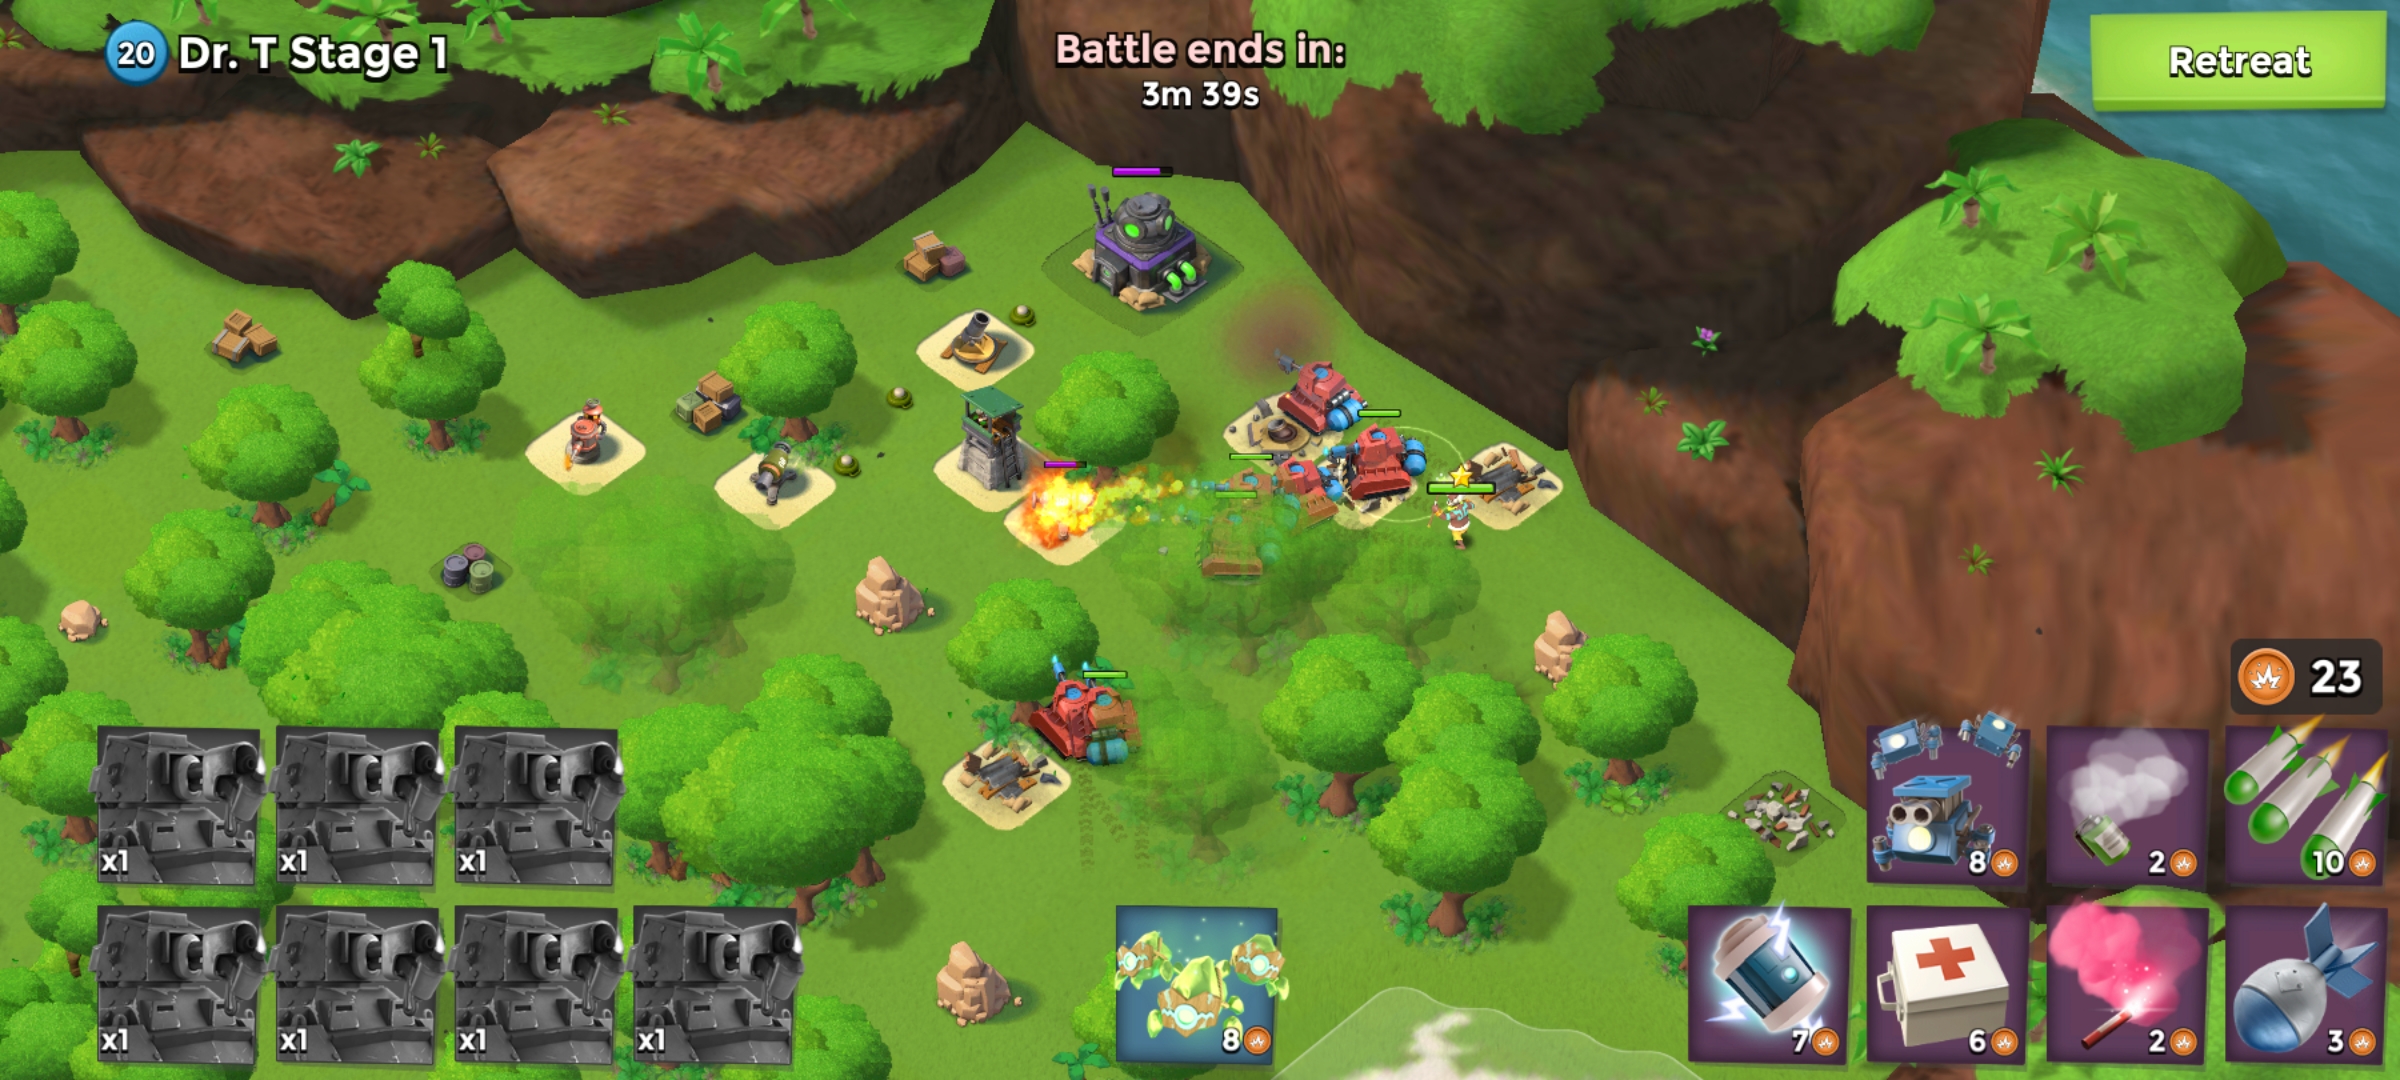 20 Dr. T Stage 1
Battle ends in:
3m 39s
Retreat
23
x1 x1 x1
8 2 10
x1 x1 x1 x1
8
7 6 2 3